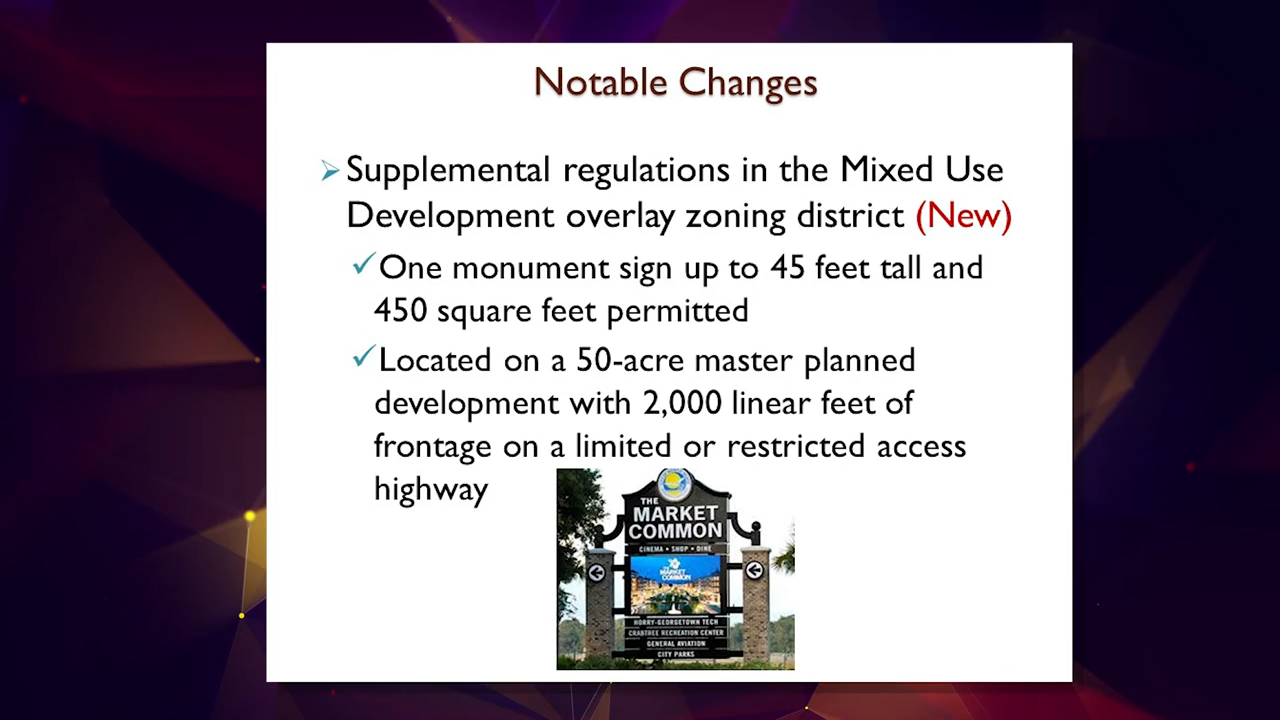 Notable Changes
Supplemental regulations in the Mixed Use
Development overlay zoning district (New)
One monument sign up to 45 feet tall and
450 square feet permitted
Located on a 50-acre master planned
development with 2,000 linear feet of
frontage on a limited or restricted access
highway
THE
MARKET
COMMON
CINEMA • SHOP • DINE
THE
MARKET
COMMON
HORRY-GEORGETOWN TECH
CRABTREE RECREATION CENTER
GENERAL AVIATION
CITY PARKS